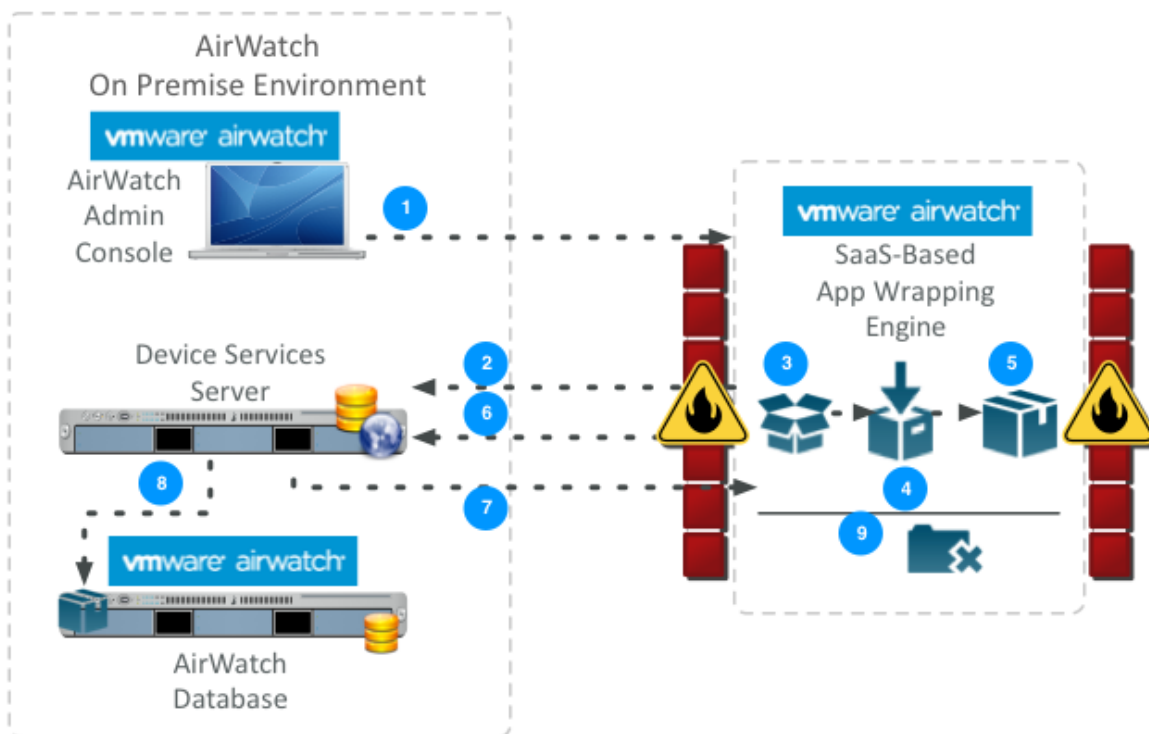 AirWatch
On Premise Environment
vmware airwatch
AirWatch
Admin
Console
1
vmware airwatch
SaaS-Based
App Wrapping
Engine
Device Services
Server
2
3
5
6
8
7
4
9
vmware airwatch
AirWatch
Database